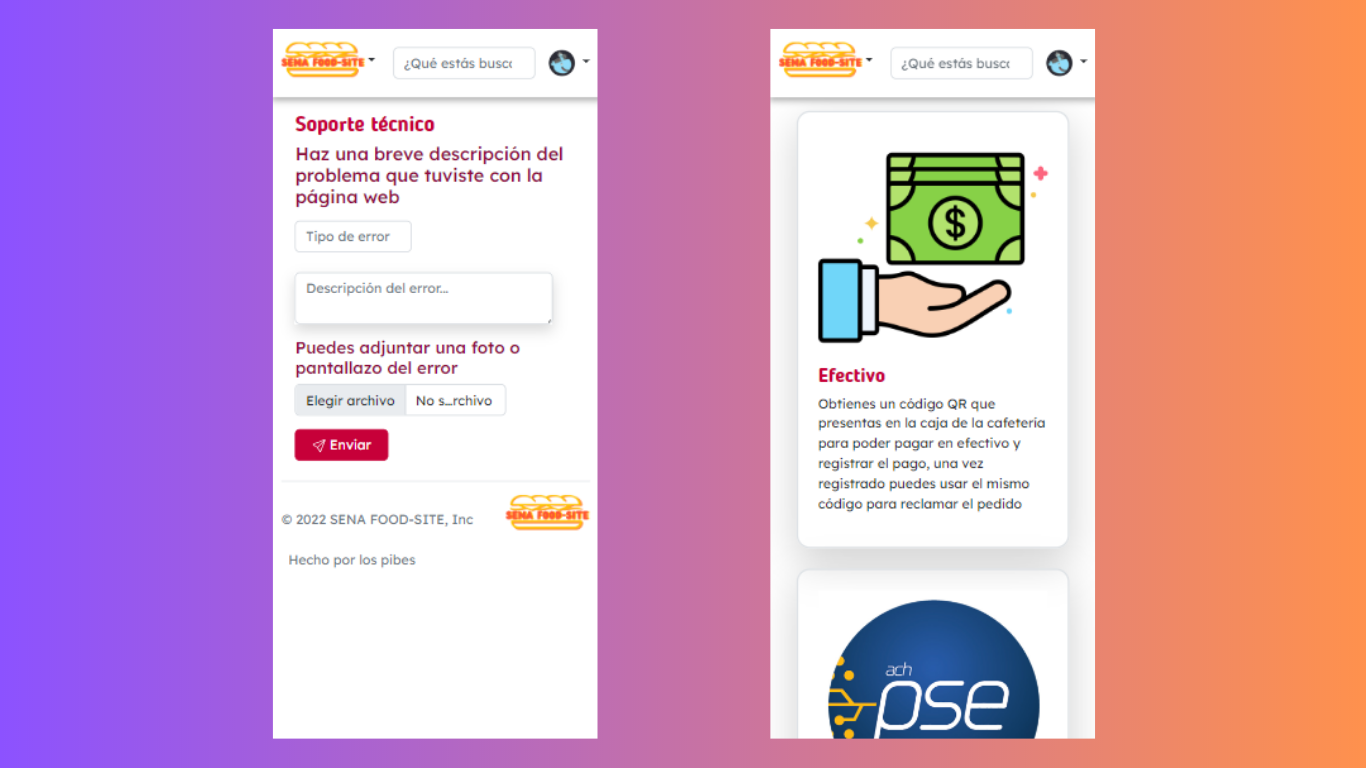 SENA FOOD-SITE
¿Qué estás busc
Soporte técnico
Haz una breve descripción del
problema que tuviste con la
página web
Tipo de error
Descripción del error...
Puedes adjuntar una foto o
pantallazo del error
Elegir archivo No s...rchivo
Enviar
© 2022 SENA FOOD-SITE, Inc
SENA FOOD-SITE
Hecho por los pibes
SENA FOOD-SITE
¿Qué estás busc
$
Efectivo
Obtienes un código QR que
presentas en la caja de la cafetería
para poder pagar en efectivo y
registrar el pago, una vez
registrado puedes usar el mismo
código para reclamar el pedido
ach
pse